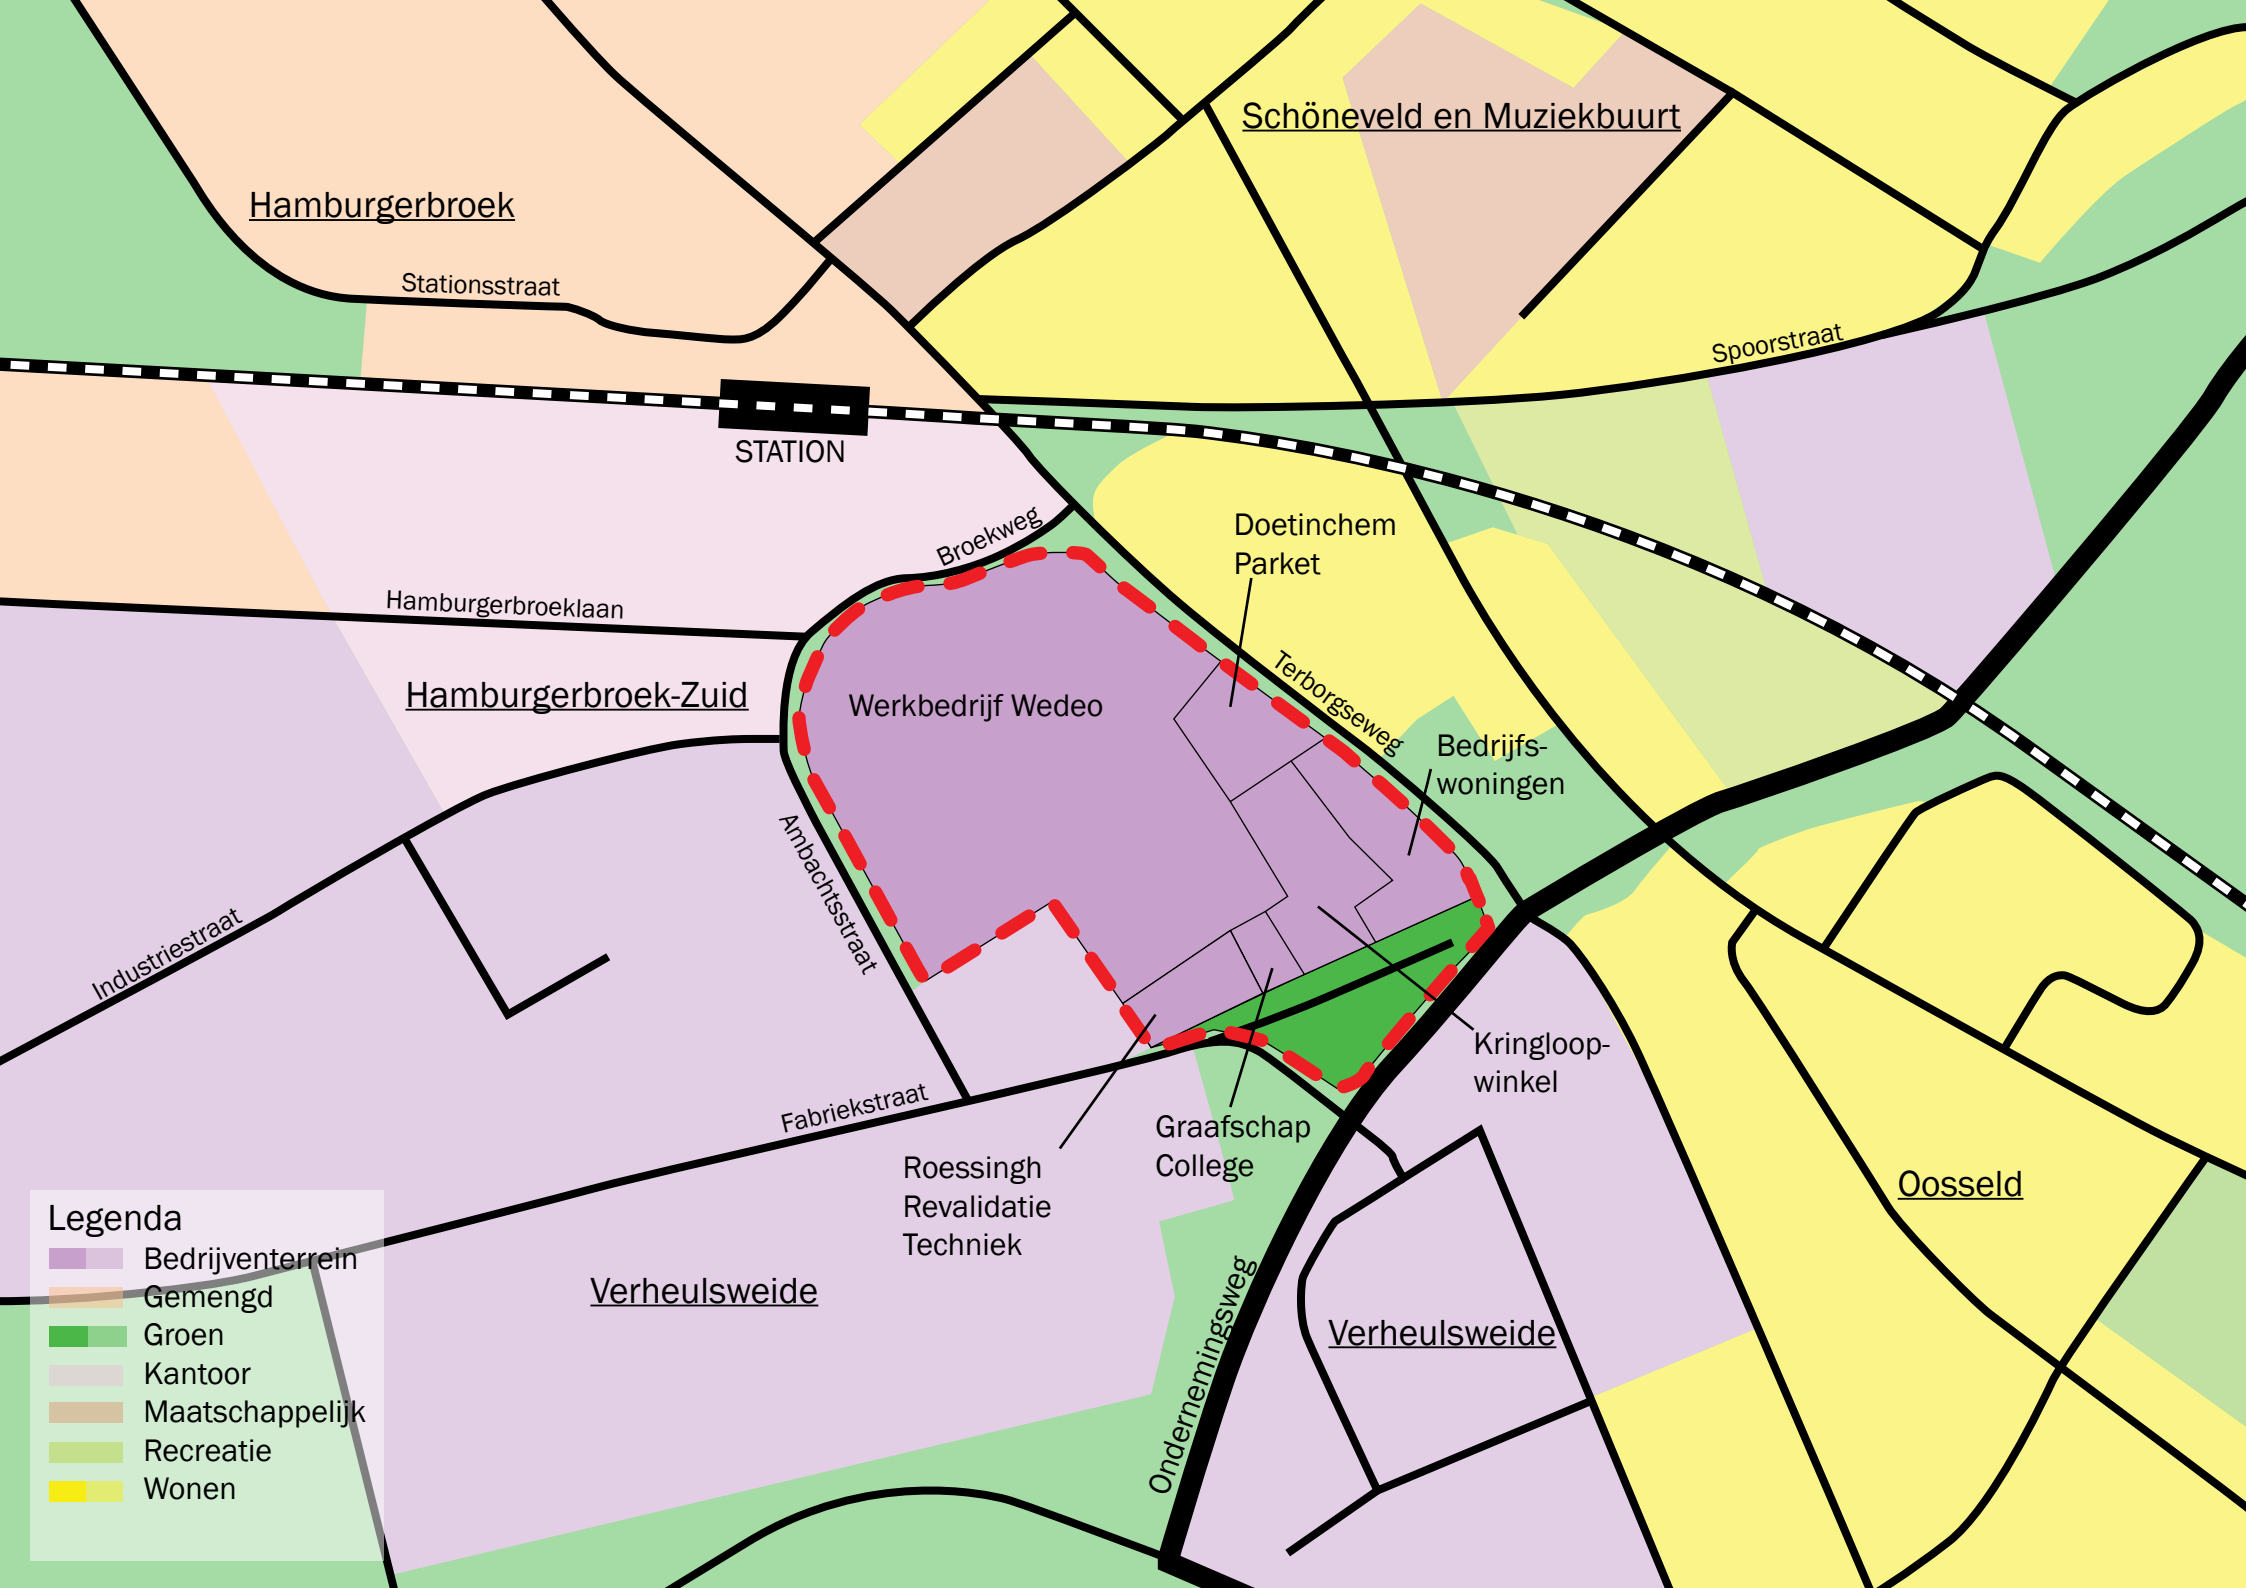 Schöneveld en Muziekbuurt
Hamburgerbroek
Stationsstraat
Spoorstraat
STATION
Broekweg
Doetinchem
Parket
Hamburgerbroeklaan
Hamburgerbroek-Zuid
Werkbedrijf Wedeo
Terborgseweg
Bedrijfs-
woningen
Ambachtsstraat
Industriestraat
Kringloop-
winkel
Fabriekstraat
Graafschap
College
Roessingh
Revalidatie
Techniek
Oosseld
Verheulsweide
Ondernemingsweg
Verheulsweide
Legenda
Bedrijventerrein
Gemengd
Groen
Kantoor
Maatschappelijk
Recreatie
Wonen